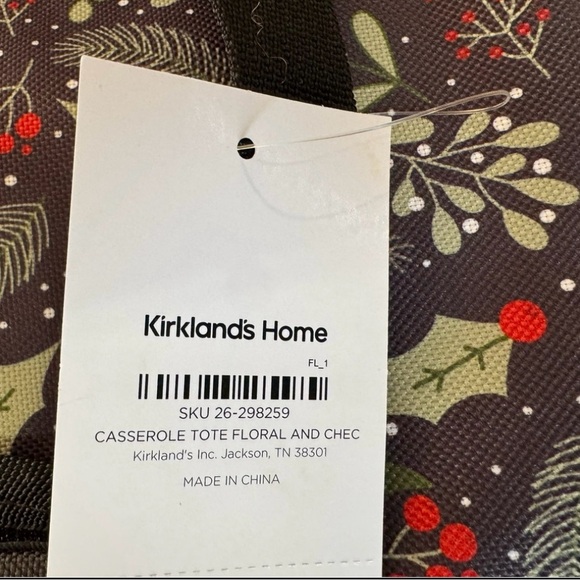 Kirkland's Home
FL_1
SKU 26-298259
CASSEROLE TOTE FLORAL AND CHEC
Kirkland's Inc. Jackson, TN 38301
MADE IN CHINA